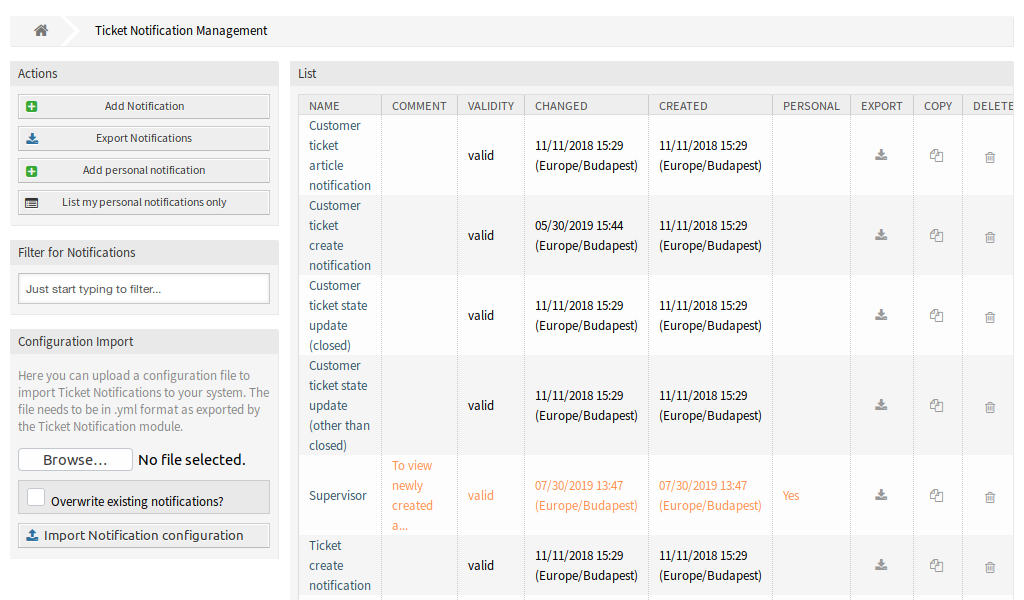 Ticket Notification Management
Actions
Add Notification
Export Notifications
Add personal notification
List my personal notifications only
Filter for Notifications
Just start typing to filter...
Configuration Import
Here you can upload a configuration file to
import Ticket Notifications to your system. The
file needs to be in .yml format as exported by
the Ticket Notification module.
Browse... No file selected.
Overwrite existing notifications?
Import Notification configuration
List
NAME COMMENT VALIDITY CHANGED CREATED PERSONAL EXPORT COPY DELETE
Customer
ticket
article
notification
valid
11/11/2018 15:29
(Europe/Budapest)
11/11/2018 15:29
(Europe/Budapest)
Customer
ticket
create
notification
valid
05/30/2019 15:44
(Europe/Budapest)
11/11/2018 15:29
(Europe/Budapest)
Customer
ticket state
update
(closed)
valid
11/11/2018 15:29
(Europe/Budapest)
11/11/2018 15:29
(Europe/Budapest)
Customer
ticket state
update
(other than
closed)
valid
11/11/2018 15:29
(Europe/Budapest)
11/11/2018 15:29
(Europe/Budapest)
Supervisor
To view
newly
created
a...
valid
07/30/2019 13:47
(Europe/Budapest)
07/30/2019 13:47
(Europe/Budapest)
Yes
Ticket
create
notification
valid
11/11/2018 15:29
(Europe/Budapest)
11/11/2018 15:29
(Europe/Budapest)